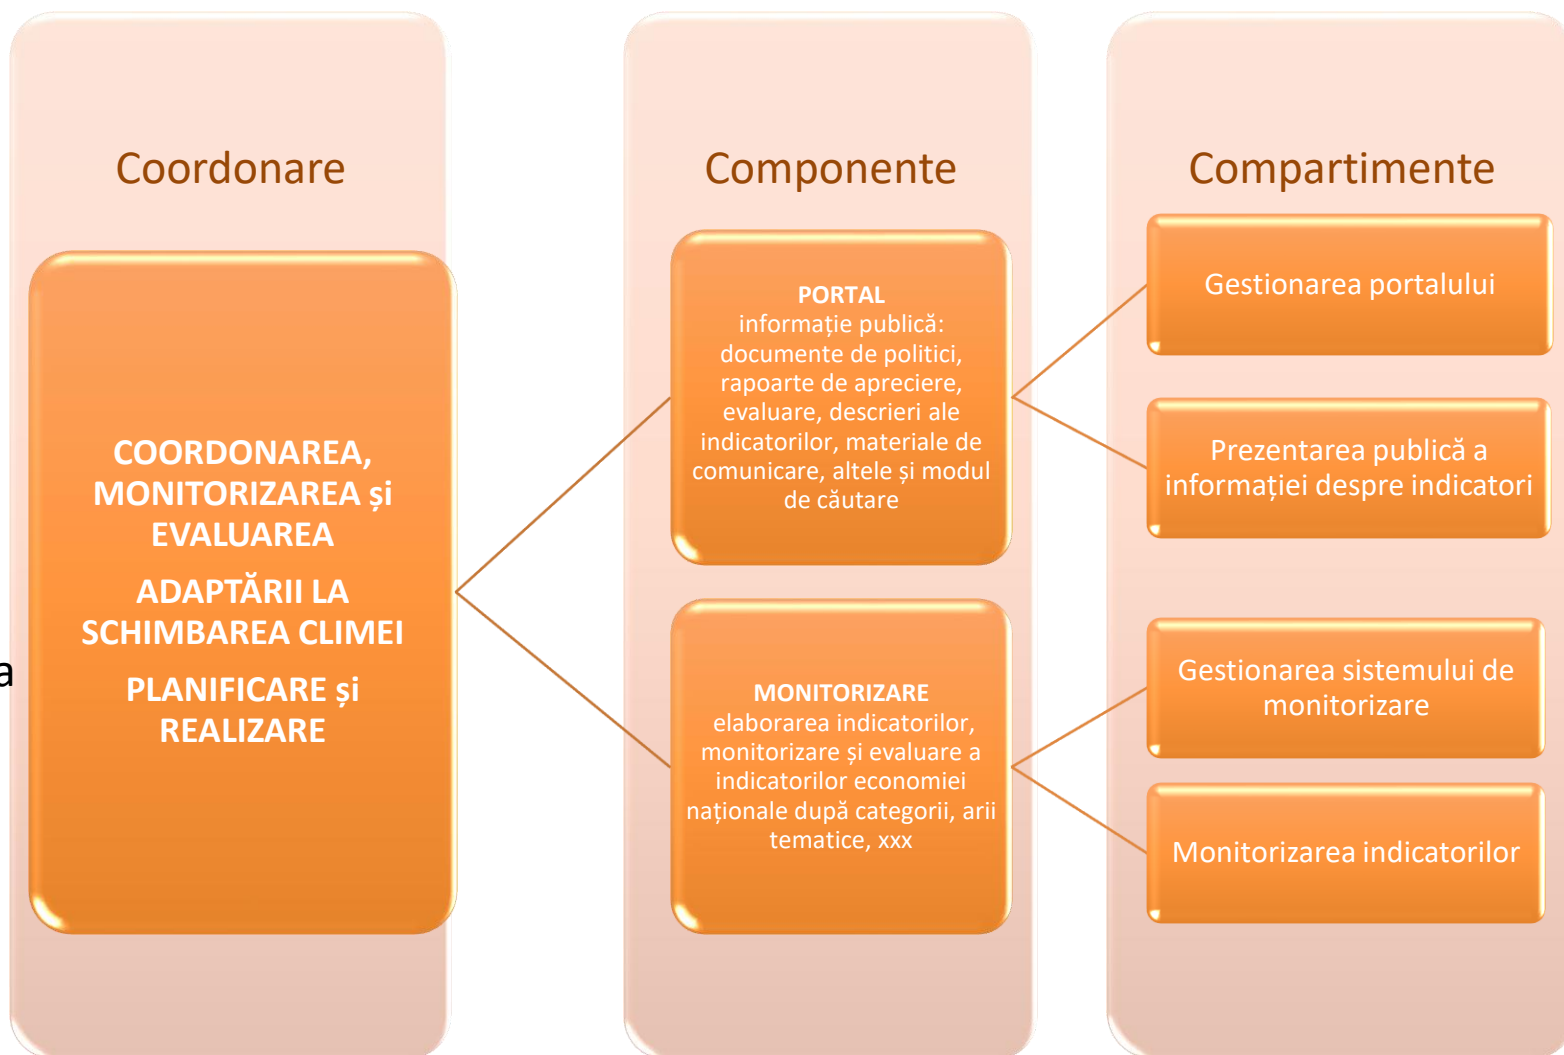 Coordonare
COORDONAREA,
MONITORIZAREA și
EVALUAREA
ADAPTĂRII LA
SCHIMBAREA CLIMEI
PLANIFICARE și
REALIZARE
a
Componente
PORTAL
informație publică:
documente de politici,
rapoarte de apreciere,
evaluare, descrieri ale
indicatorilor, materiale de
comunicare, altele și modul
de căutare
MONITORIZARE
elaborarea indicatorilor,
monitorizare și evaluare a
indicatorilor economiei
naționale după categorii, arii
tematice, xxx
Compartimente
Gestionarea portalului
Prezentarea publică a
informației despre indicatori
Gestionarea sistemului de
monitorizare
Monitorizarea indicatorilor